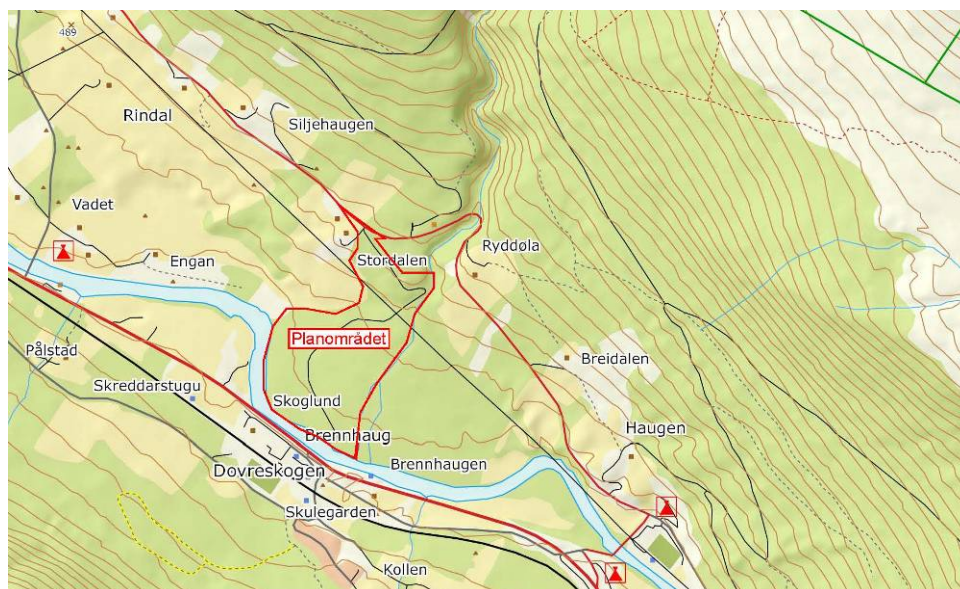 489
Rindal
Siljehaugen
Vadet
Engan
Stordalen
Ryddøla
Planområdet
Pålstad
Breidalen
Skreddarstugu
Skoglund
Haugen
Brennhaug
Brennhaugen
Dovreskogen
Skulegarden
Kollen